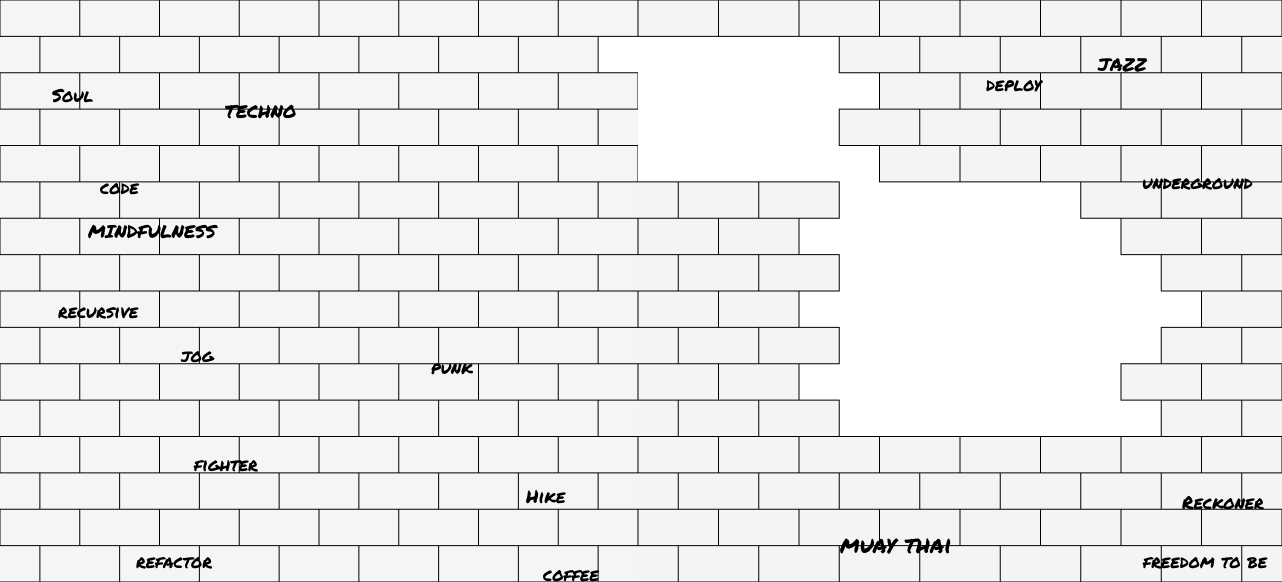 JAZZ
DEPLOY
SOUL
TECHNO
UNDERGROUND
CODE
MINDFULNESS
RECURSIVE
JOG
PUNK
FIGHTER
HIKE
RECKONER
MUAY THAI
REFACTOR
FREEDOM TO BE
COFFEE